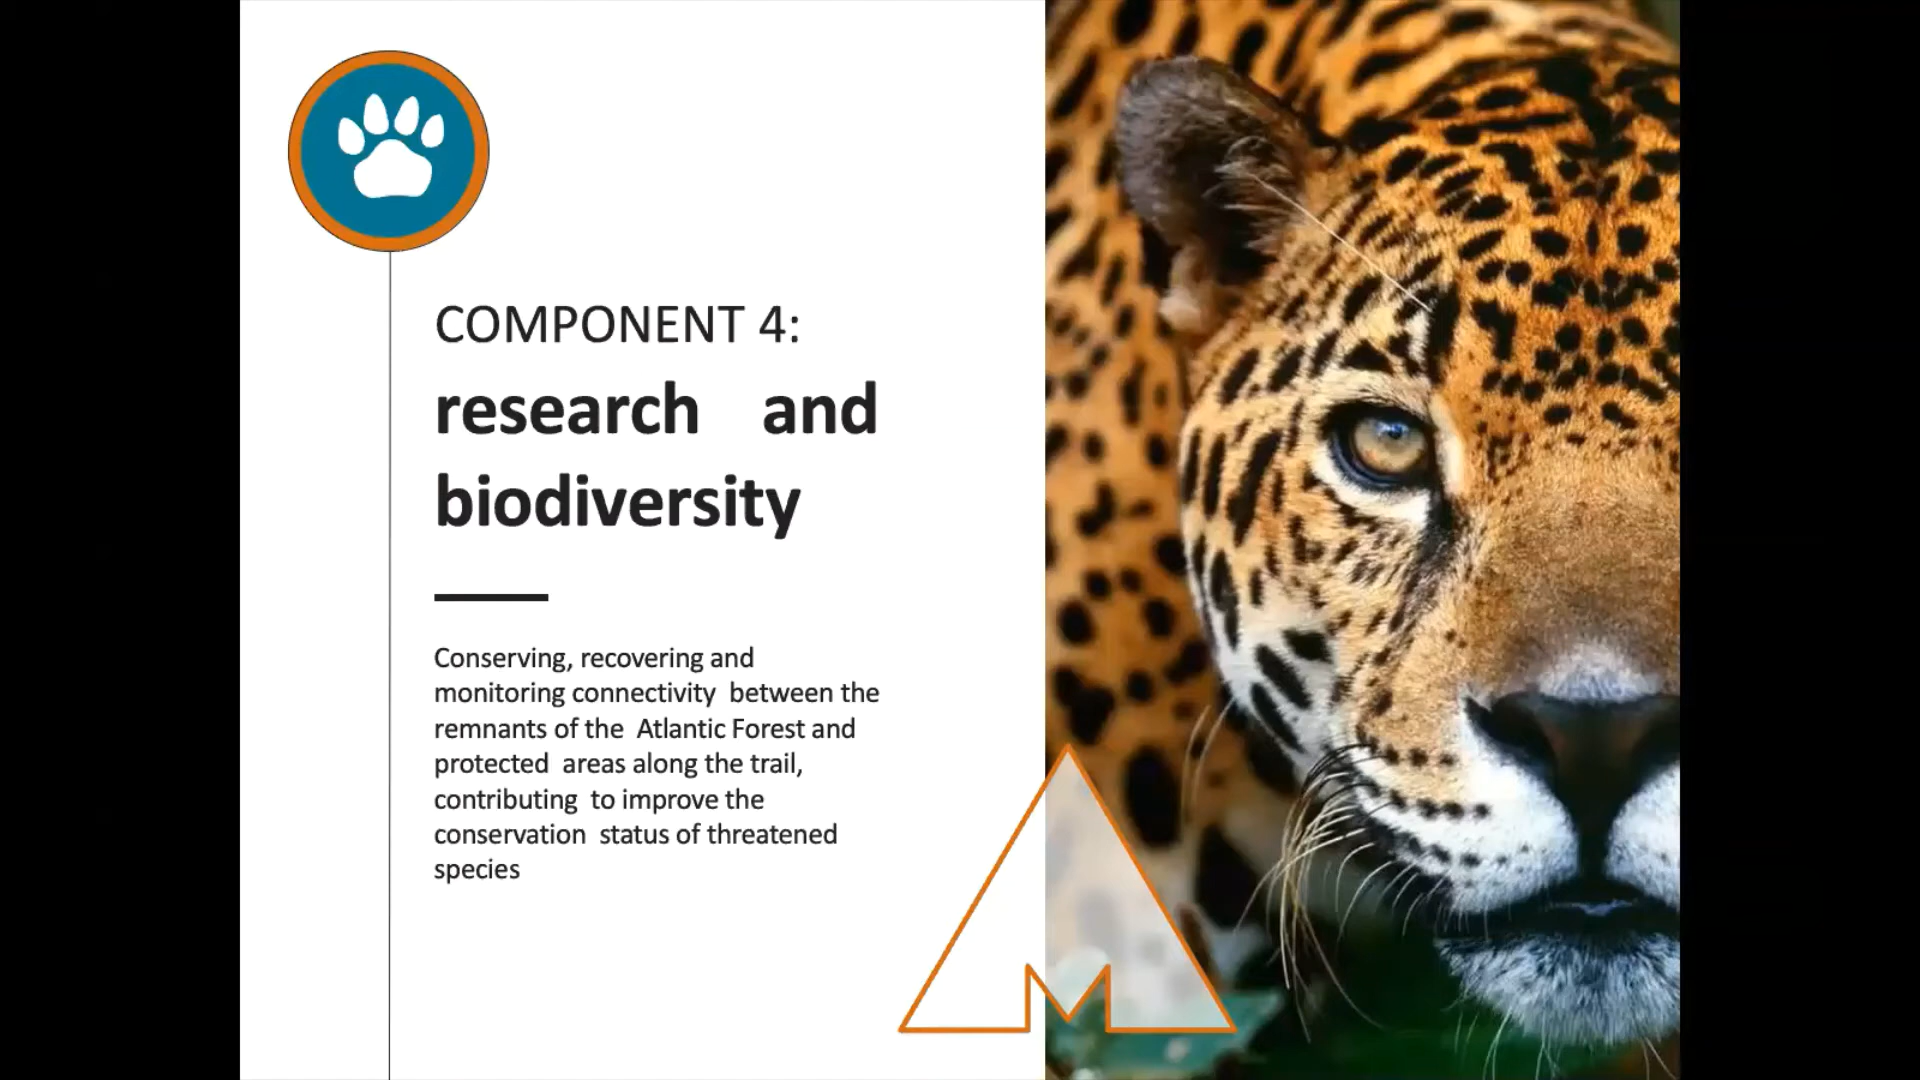 COMPONENT 4:
research and
biodiversity
Conserving, recovering and
monitoring connectivity between the
remnants of the Atlantic Forest and
protected areas along the trail,
contributing to improve the
conservation status of threatened
species